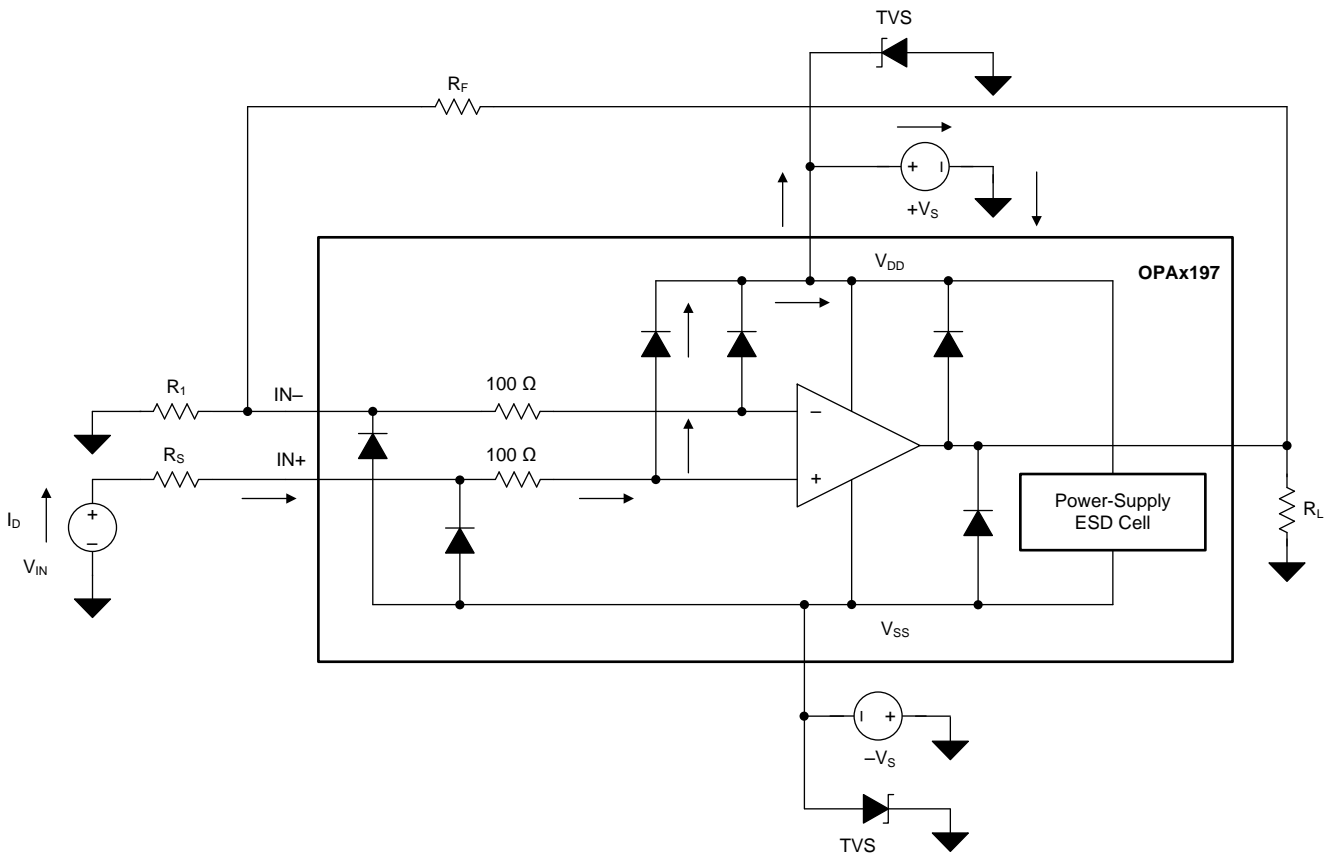 TVS
R_F
+ −
+V_S
V_DD
OPAx197
R_1
IN–
100 Ω
−
R_S
IN+
100 Ω
+
I_D
+
−
V_IN
Power-Supply
ESD Cell
R_L
V_SS
− +
–V_S
TVS